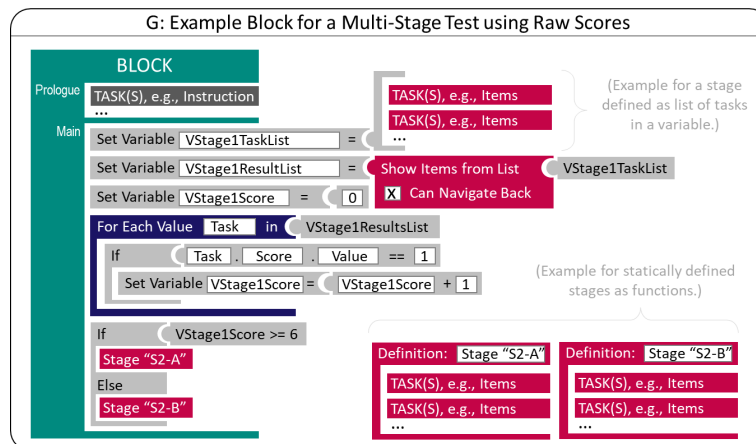 G: Example Block for a Multi-Stage Test using Raw Scores
BLOCK
Prologue
TASK(S), e.g., Instruction
...
Main
Set Variable VStage1TaskList =
TASK(S), e.g., Items
TASK(S), e.g., Items
...
(Example for a stage
defined as list of tasks
in a variable.)
Set Variable VStage1ResultList = Show Items from List VStage1TaskList
X Can Navigate Back
Set Variable VStage1Score = 0
For Each Value Task in VStage1ResultsList
If Task . Score . Value == 1
Set Variable VStage1Score = VStage1Score + 1
If VStage1Score >= 6
Stage “S2-A”
Else
Stage “S2-B”
(Example for statically defined
stages as functions.)
Definition: Stage “S2-A”
TASK(S), e.g., Items
TASK(S), e.g., Items
...
Definition: Stage “S2-B”
TASK(S), e.g., Items
TASK(S), e.g., Items
...